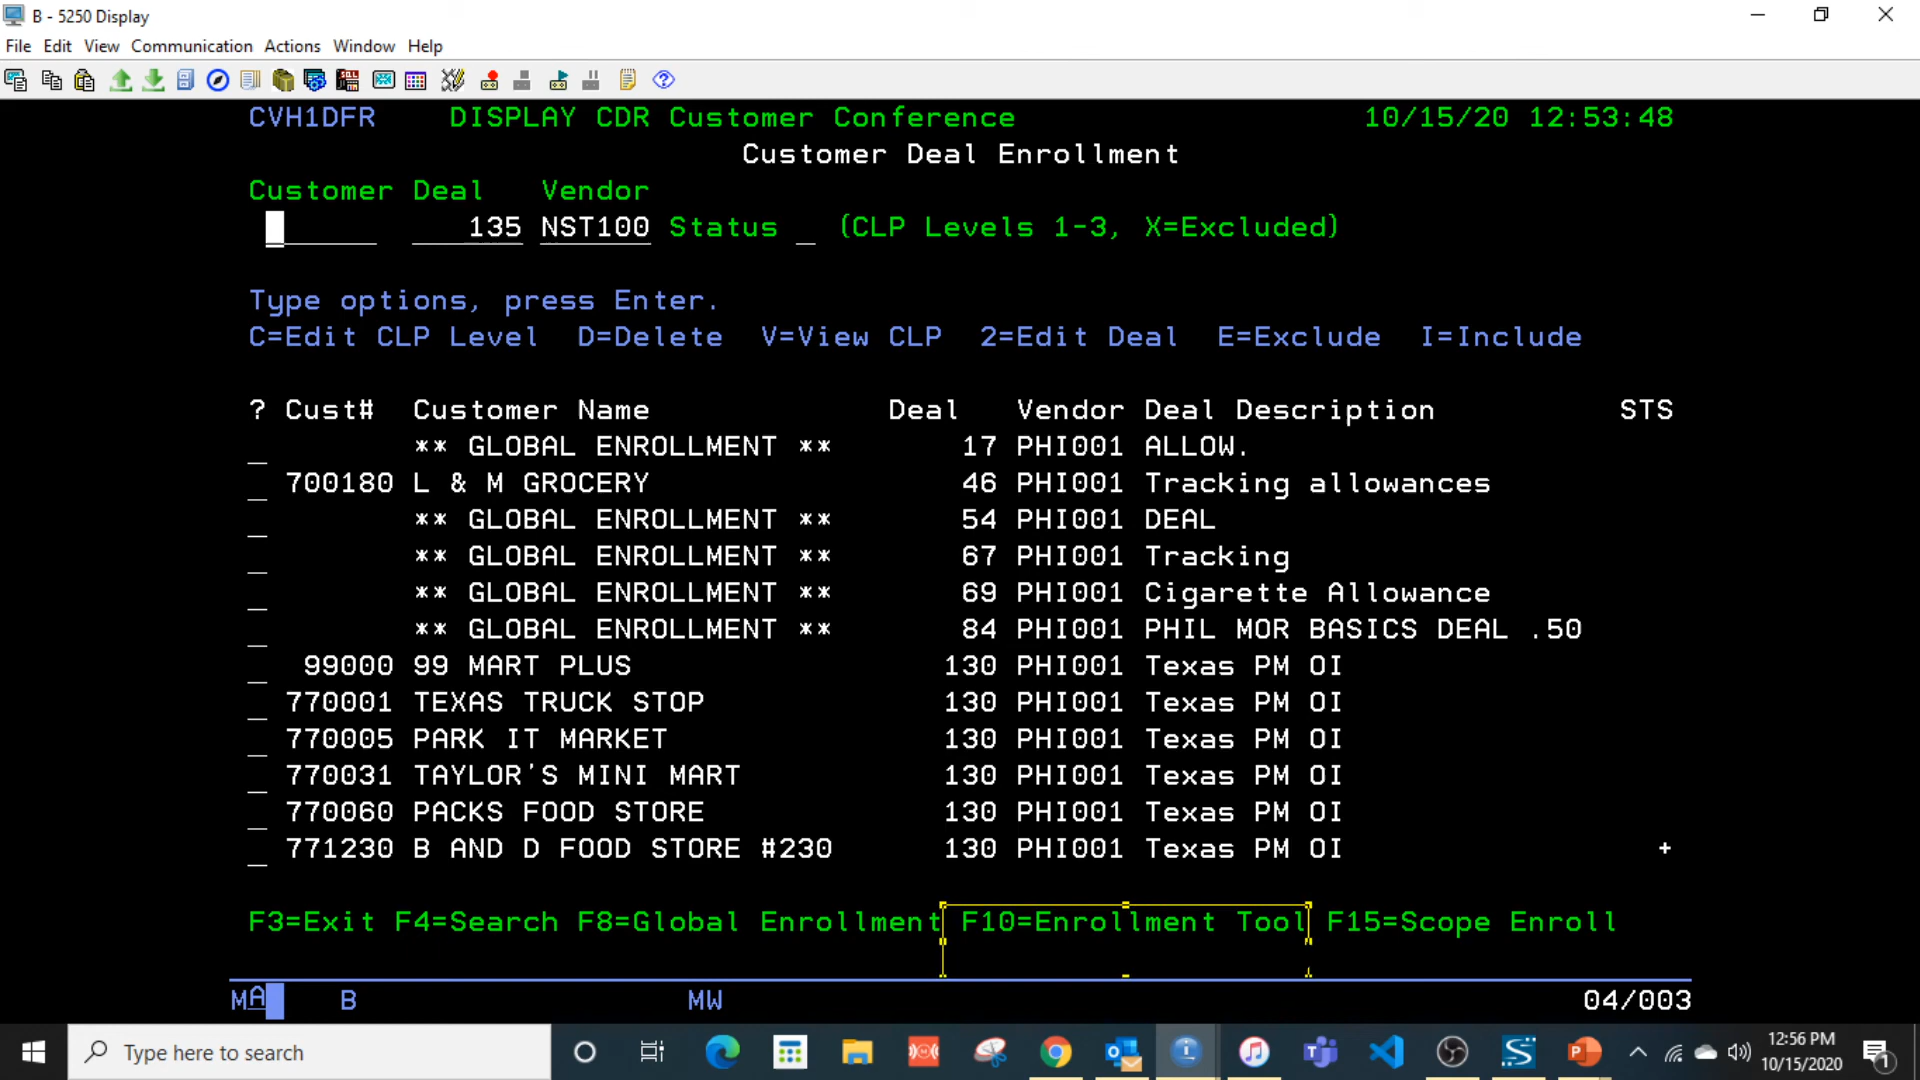 B - 5250 Display
File Edit View Communication Actions Window Help
CVH1DFR DISPLAY CDR Customer Conference 10/15/20 12:53:48
Customer Deal Enrollment
Customer Deal Vendor
135 NST100 Status _ (CLP Levels 1-3, X=Excluded)
Type options, press Enter.
C=Edit CLP Level D=Delete V=View CLP 2=Edit Deal E=Exclude I=Include
? Cust# Customer Name Deal Vendor Deal Description STS
_ ** GLOBAL ENROLLMENT ** 17 PHI001 ALLOW.
_ 700180 L & M GROCERY 46 PHI001 Tracking allowances
_ ** GLOBAL ENROLLMENT ** 54 PHI001 DEAL
_ ** GLOBAL ENROLLMENT ** 67 PHI001 Tracking
_ ** GLOBAL ENROLLMENT ** 69 PHI001 Cigarette Allowance
_ ** GLOBAL ENROLLMENT ** 84 PHI001 PHIL MOR BASICS DEAL .50
_ 99000 99 MART PLUS 130 PHI001 Texas PM OI
_ 770001 TEXAS TRUCK STOP 130 PHI001 Texas PM OI
_ 770005 PARK IT MARKET 130 PHI001 Texas PM OI
_ 770031 TAYLOR'S MINI MART 130 PHI001 Texas PM OI
_ 770060 PACKS FOOD STORE 130 PHI001 Texas PM OI
_ 771230 B AND D FOOD STORE #230 130 PHI001 Texas PM OI +
F3=Exit F4=Search F8=Global Enrollment F10=Enrollment Tool F15=Scope Enroll
MA B MW 04/003
Type here to search
12:56 PM
10/15/2020
1